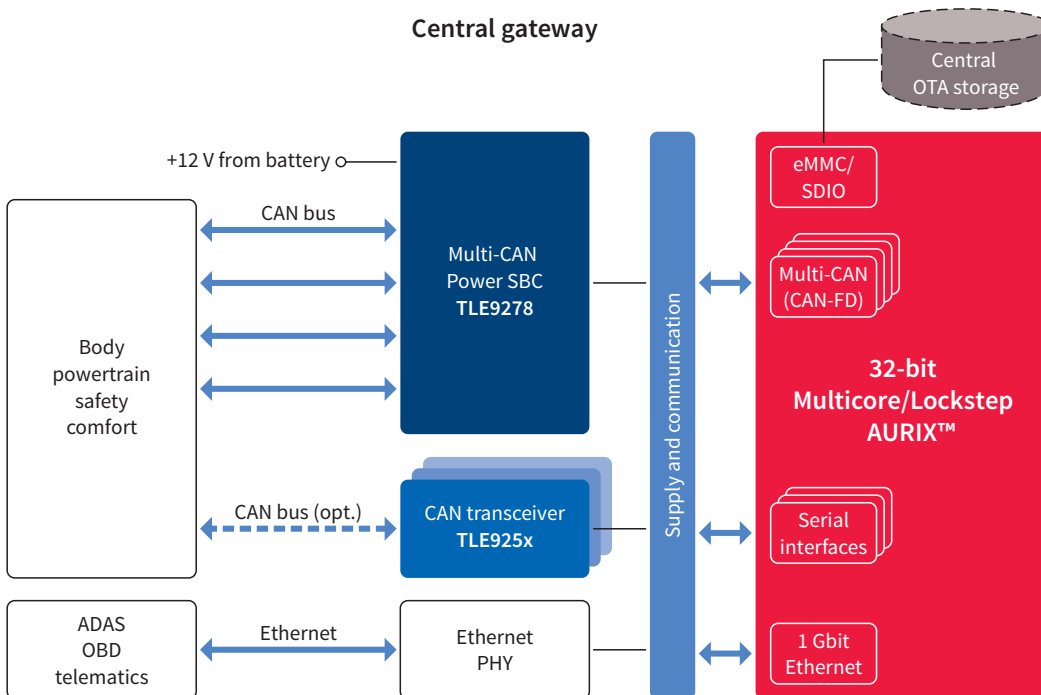 Central gateway
Central
OTA storage
+12 V from battery
eMMC/
SDIO
CAN bus
Multi-CAN
Power SBC
TLE9278
Multi-CAN
(CAN-FD)
Body
powertrain
safety
comfort
Supply and communication
32-bit
Multicore/Lockstep
AURIX™
CAN bus (opt.)
CAN transceiver
TLE925x
Serial
interfaces
ADAS
OBD
telematics
Ethernet
Ethernet
PHY
1 Gbit
Ethernet